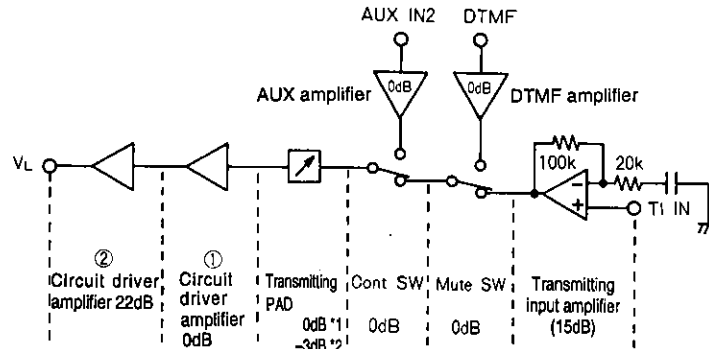 AUX IN2
DTMF
0dB
0dB
AUX amplifier
DTMF amplifier
VL
100k
20k
−
+
TI IN
②
Circuit driver
amplifier 22dB
①
Circuit
driver
amplifier
0dB
Transmitting
PAD
0dB *1
−3dB *2
Cont SW
0dB
Mute SW
0dB
Transmitting
input amplifier
(15dB)